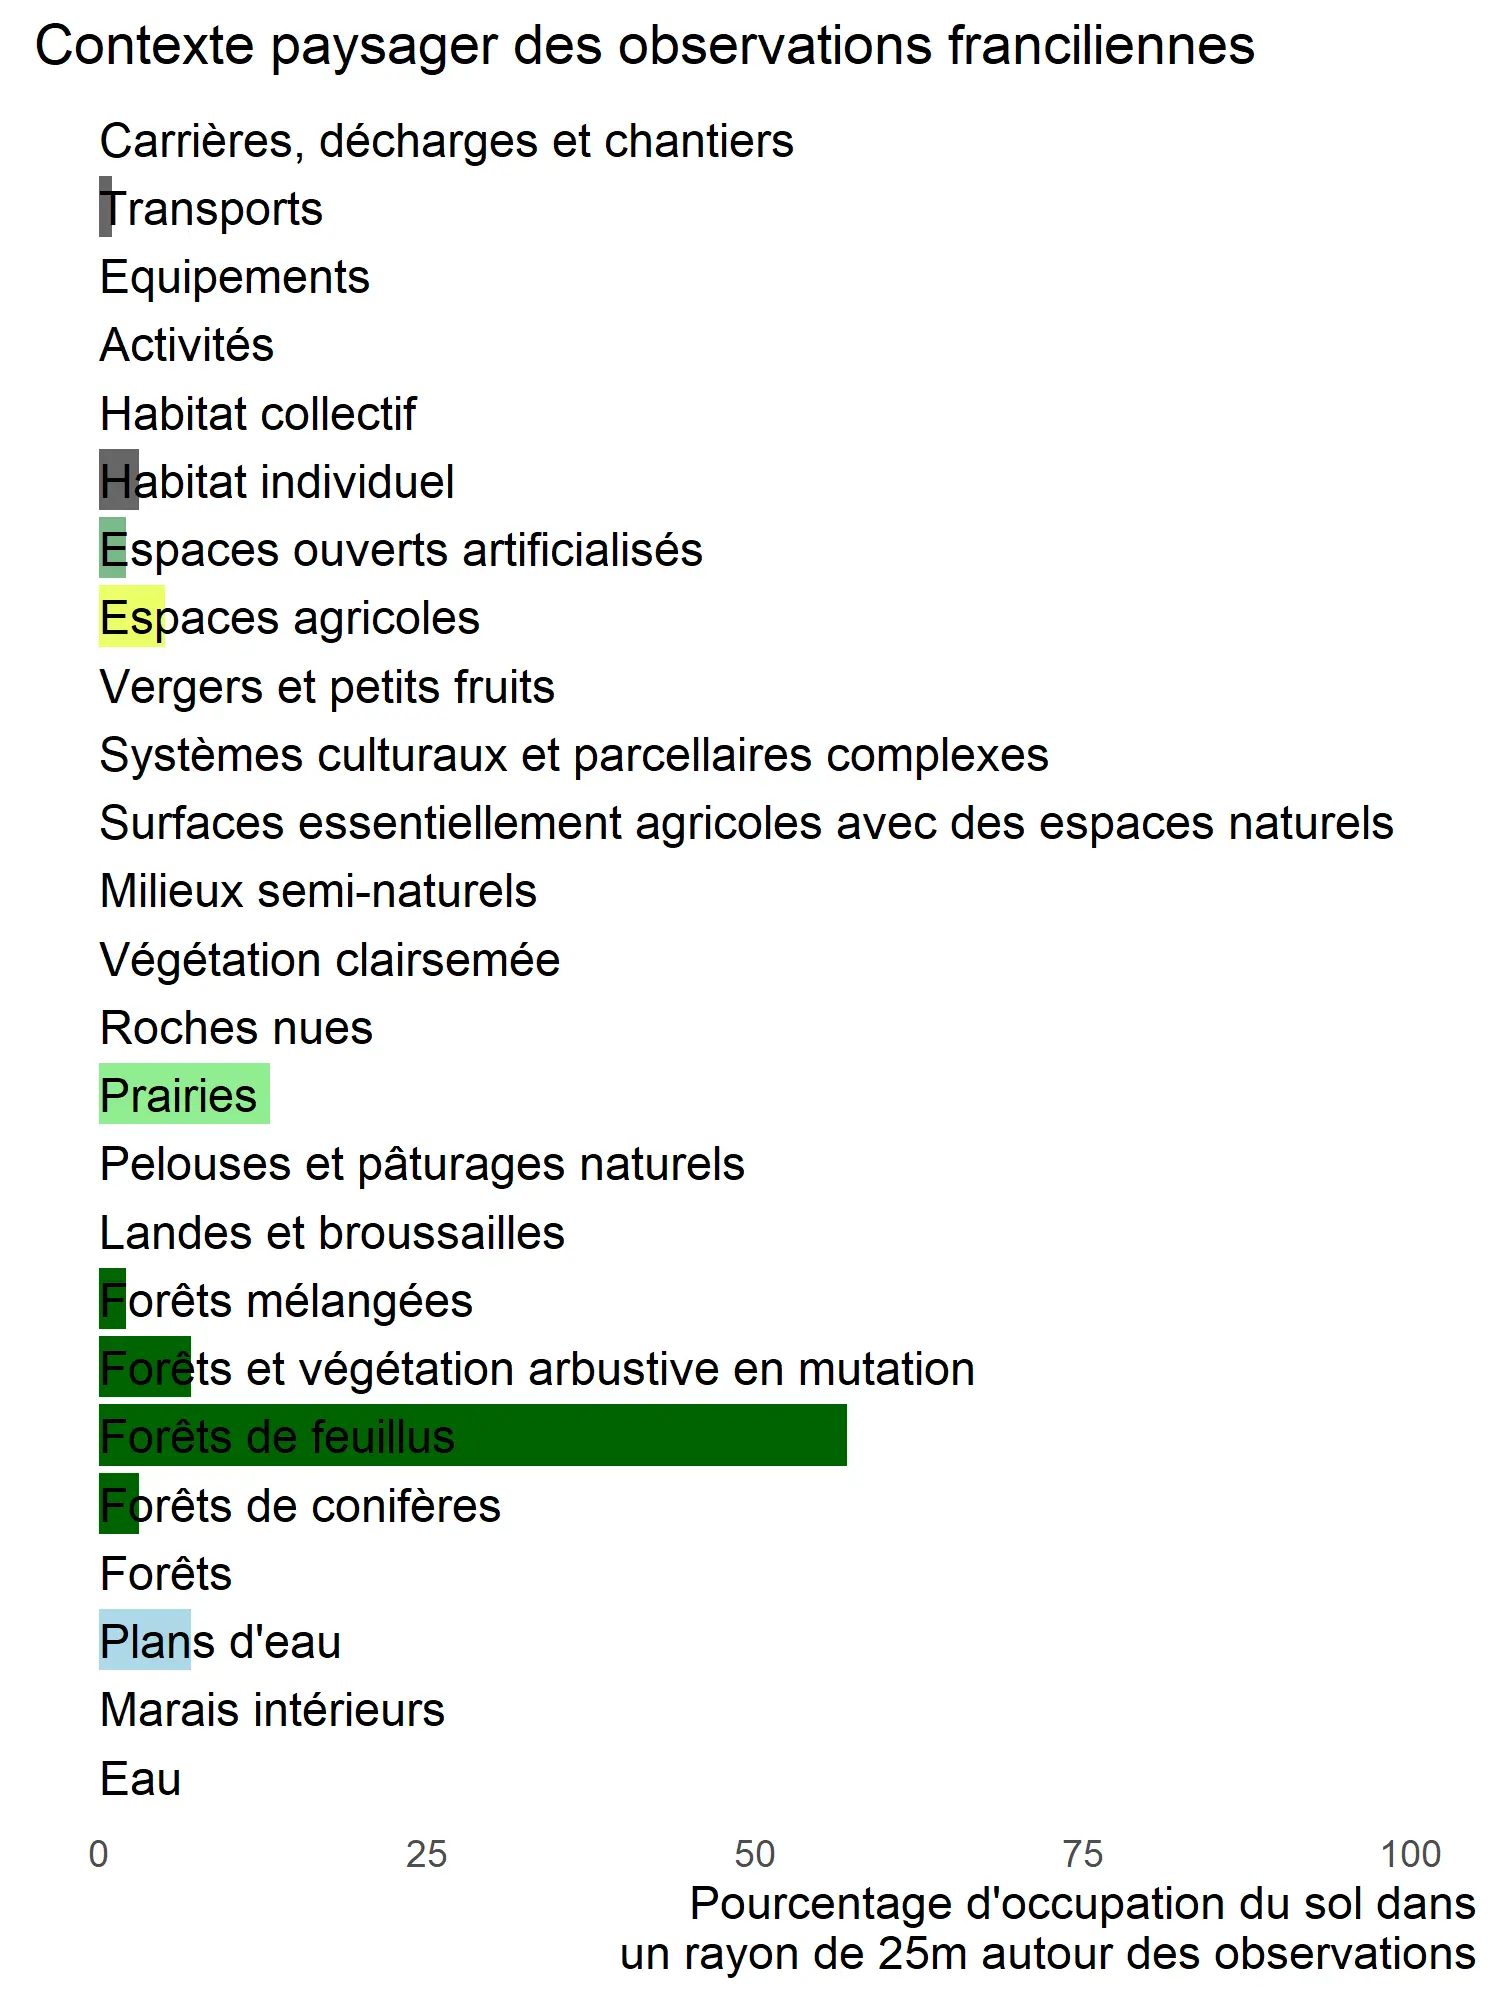 Contexte paysager des observations franciliennes
Carrières, décharges et chantiers
Transports
Equipements
Activités
Habitat collectif
Habitat individuel
Espaces ouverts artificialisés
Espaces agricoles
Vergers et petits fruits
Systèmes culturaux et parcellaires complexes
Surfaces essentiellement agricoles avec des espaces naturels
Milieux semi-naturels
Végétation clairsemée
Roches nues
Prairies
Pelouses et pâturages naturels
Landes et broussailles
Forêts mélangées
Forêts et végétation arbustive en mutation
Forêts de feuillus
Forêts de conifères
Forêts
Plans d'eau
Marais intérieurs
Eau
0 25 50 75 100
Pourcentage d'occupation du sol dans
un rayon de 25m autour des observations